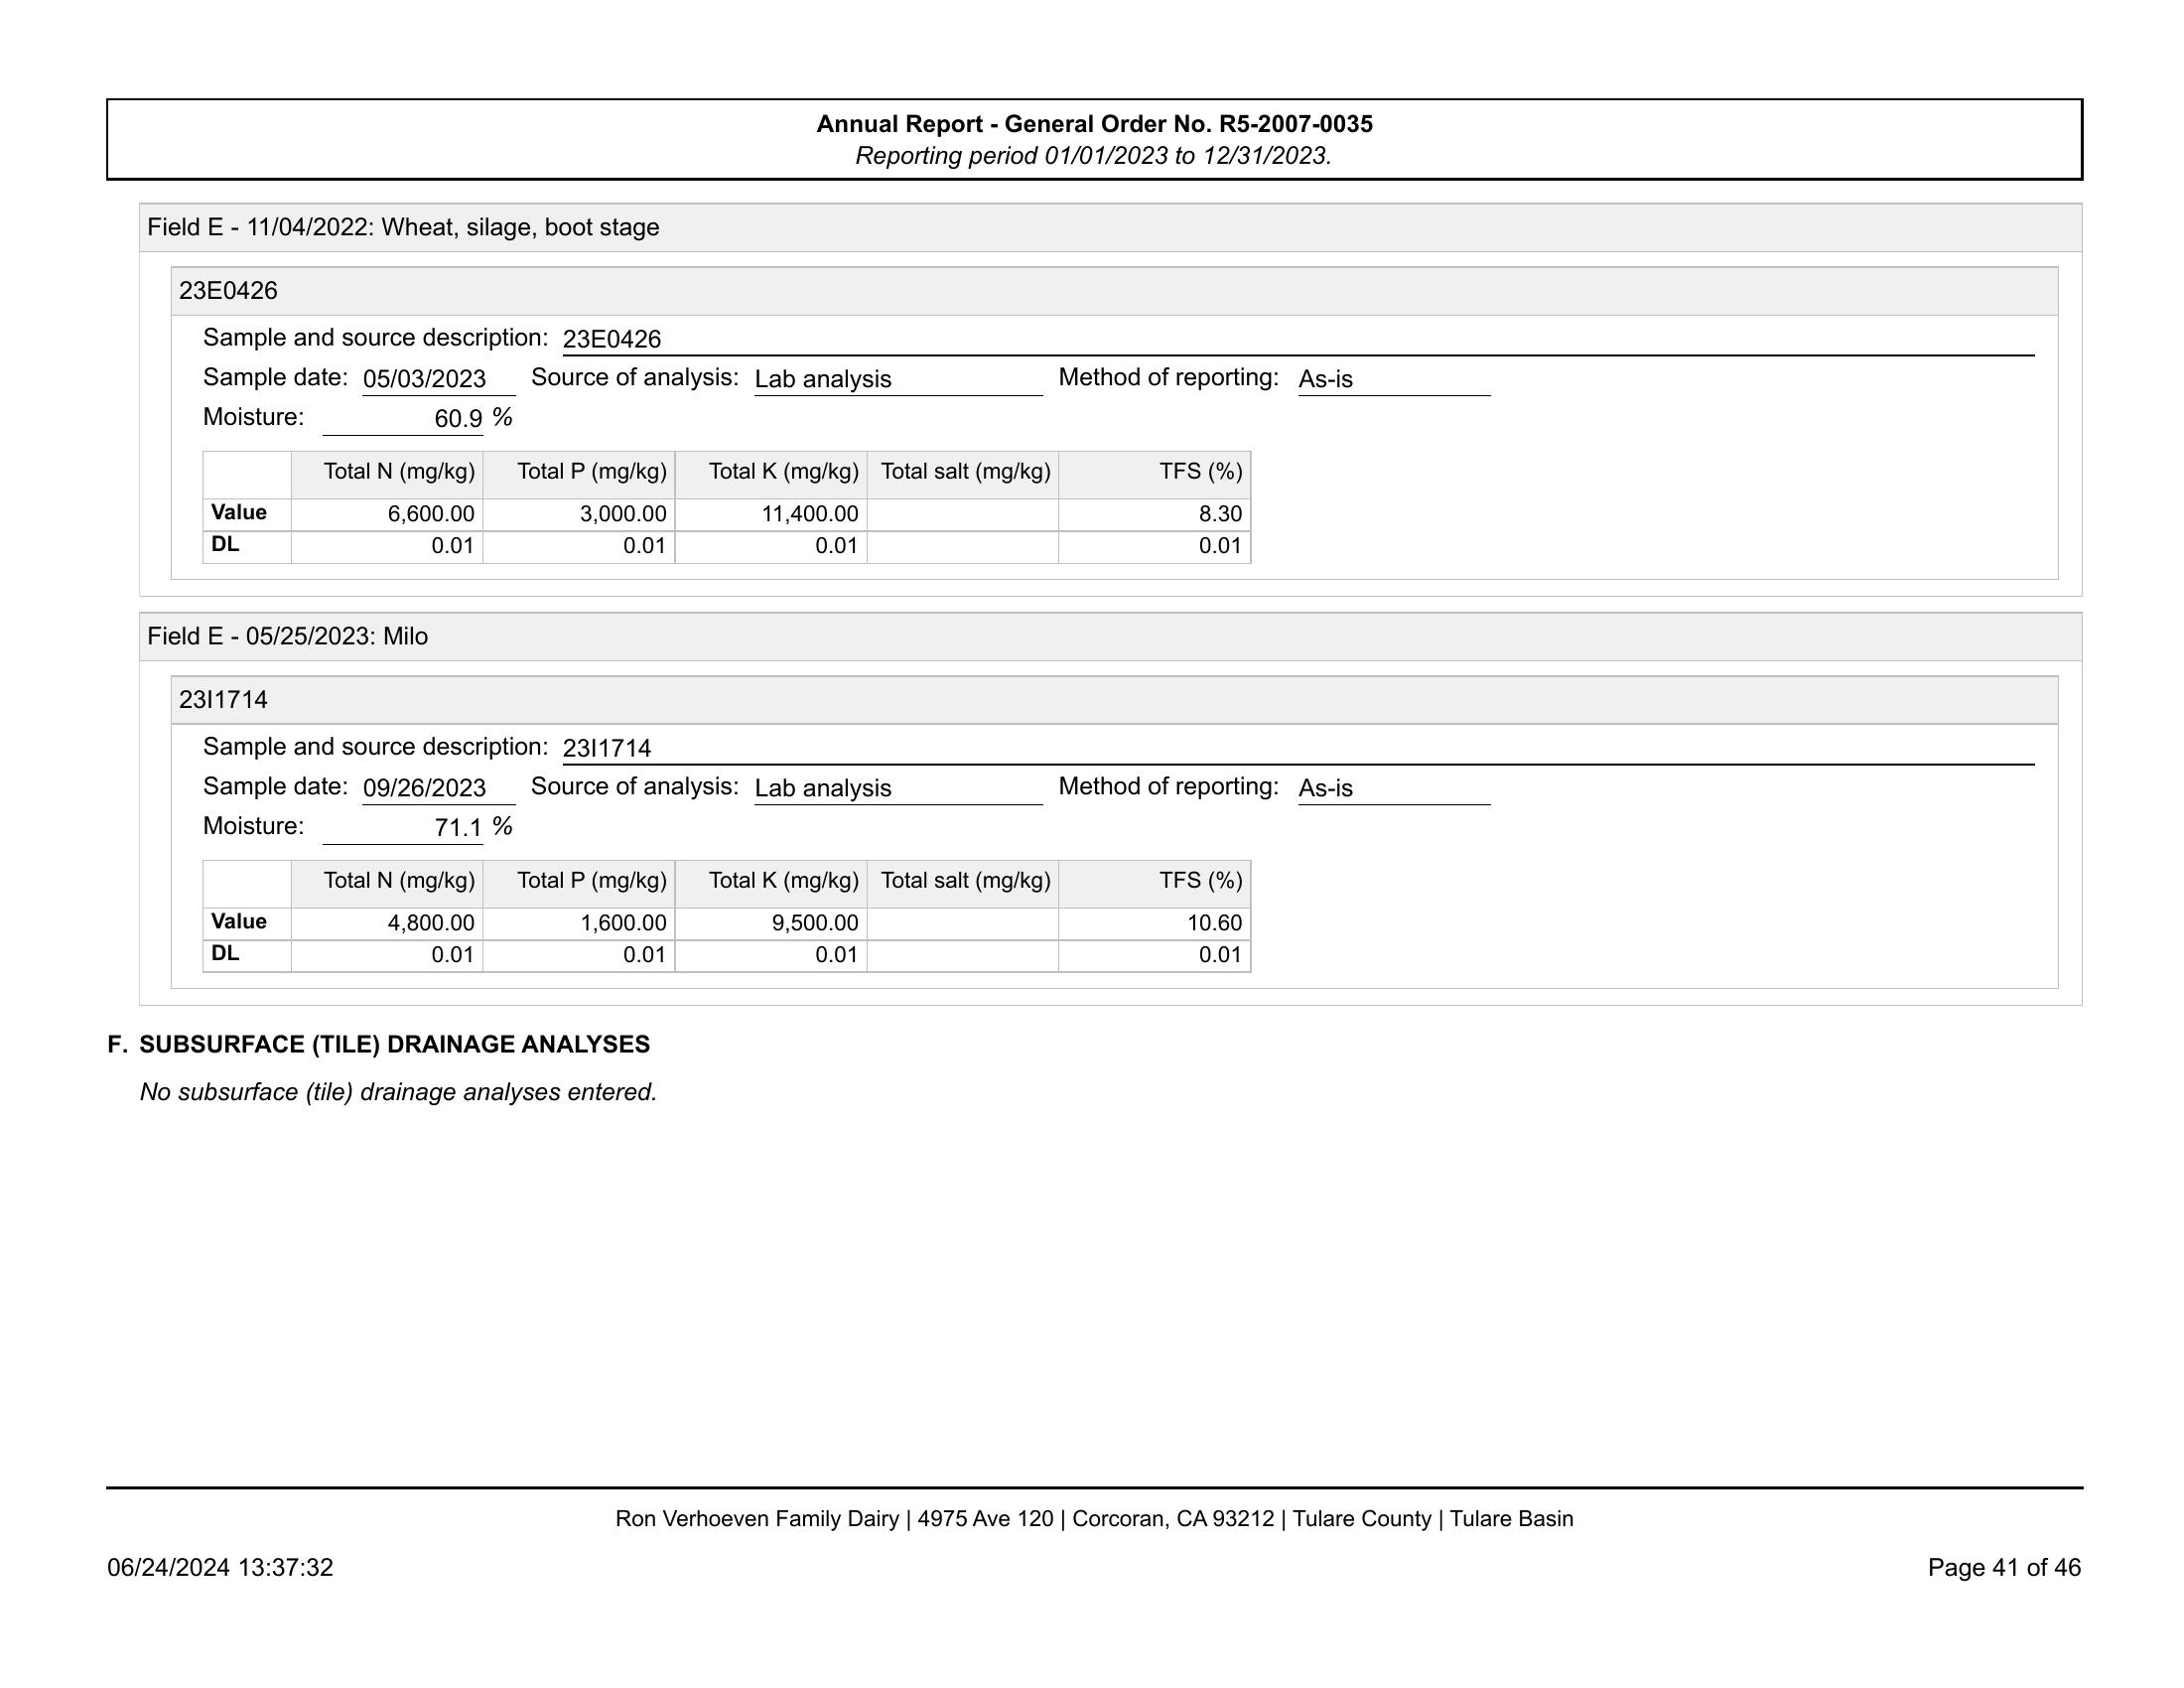 Annual Report - General Order No. R5-2007-0035
Reporting period 01/01/2023 to 12/31/2023.
Field E - 11/04/2022: Wheat, silage, boot stage
23E0426
Sample and source description: 23E0426
Sample date: 05/03/2023 Source of analysis: Lab analysis Method of reporting: As-is
Moisture: 60.9 %
Total N (mg/kg) Total P (mg/kg) Total K (mg/kg) Total salt (mg/kg) TFS (%)
Value 6,600.00 3,000.00 11,400.00 8.30
DL 0.01 0.01 0.01 0.01
Field E - 05/25/2023: Milo
23I1714
Sample and source description: 23I1714
Sample date: 09/26/2023 Source of analysis: Lab analysis Method of reporting: As-is
Moisture: 71.1 %
Total N (mg/kg) Total P (mg/kg) Total K (mg/kg) Total salt (mg/kg) TFS (%)
Value 4,800.00 1,600.00 9,500.00 10.60
DL 0.01 0.01 0.01 0.01
F. SUBSURFACE (TILE) DRAINAGE ANALYSES
No subsurface (tile) drainage analyses entered.
Ron Verhoeven Family Dairy | 4975 Ave 120 | Corcoran, CA 93212 | Tulare County | Tulare Basin
06/24/2024 13:37:32 Page 41 of 46